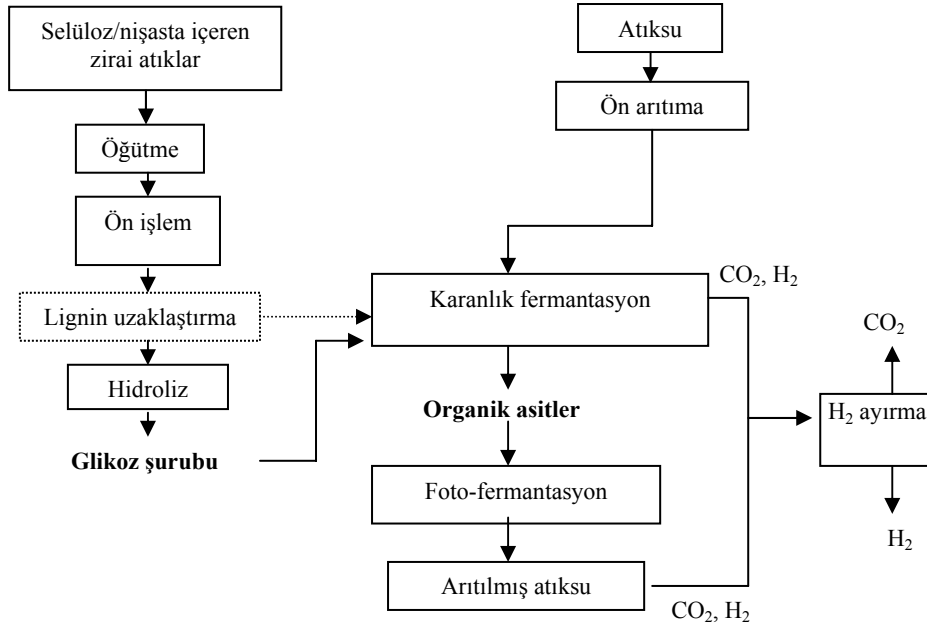 Selüloz/nişasta içeren
zirai atıklar
Öğütme
Ön işlem
Lignin uzaklaştırma
Hidroliz
Glikoz şurubu
Atıksu
Ön arıtıma
Karanlık fermantasyon
CO₂, H₂
Organik asitler
Foto-fermantasyon
Arıtılmış atıksu
CO₂, H₂
CO₂
H₂ ayırma
H₂